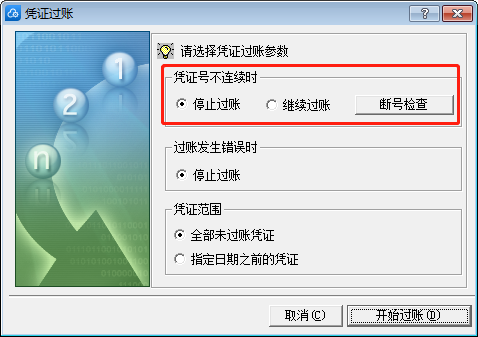 凭证过账
请选择凭证过账参数
凭证号不连续时
停止过账 继续过账 断号检查
过账发生错误时
停止过账
凭证范围
全部未过账凭证
指定日期之前的凭证
取消(C) 开始过账(D)
1
2
n